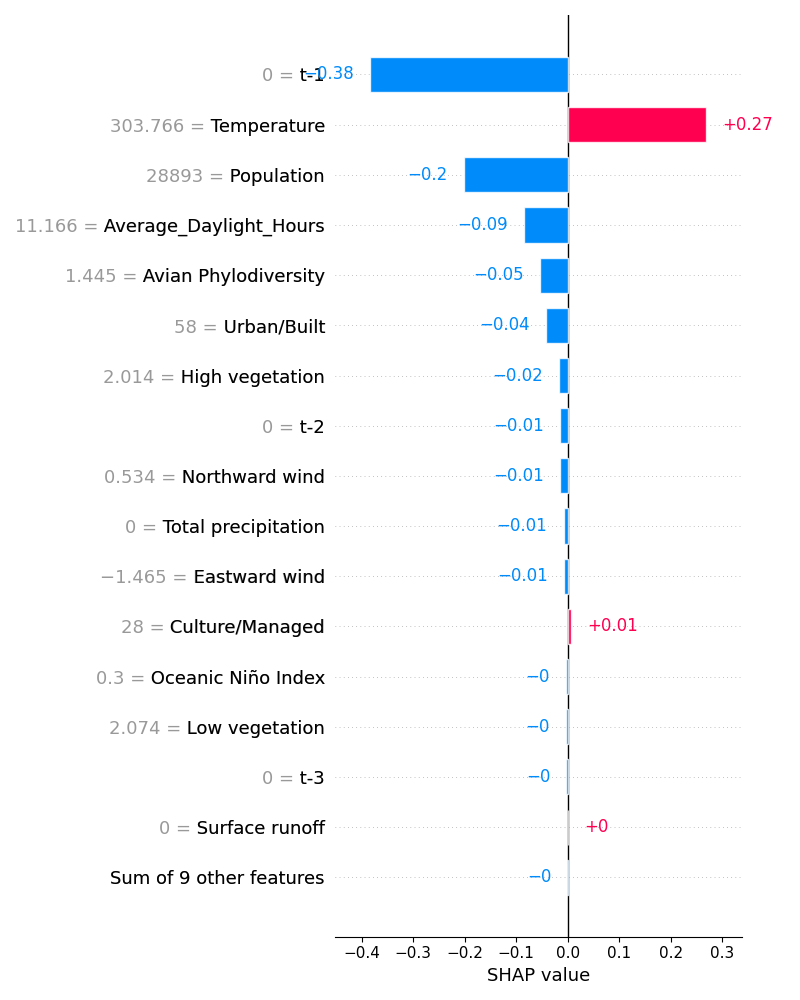 0 = t-1 −0.38
303.766 = Temperature +0.27
28893 = Population −0.2
11.166 = Average_Daylight_Hours −0.09
1.445 = Avian Phylodiversity −0.05
58 = Urban/Built −0.04
2.014 = High vegetation −0.02
0 = t-2 −0.01
0.534 = Northward wind −0.01
0 = Total precipitation −0.01
−1.465 = Eastward wind −0.01
28 = Culture/Managed +0.01
0.3 = Oceanic Niño Index −0
2.074 = Low vegetation −0
0 = t-3 −0
0 = Surface runoff +0
Sum of 9 other features −0
−0.4 −0.3 −0.2 −0.1 0.0 0.1 0.2 0.3
SHAP value